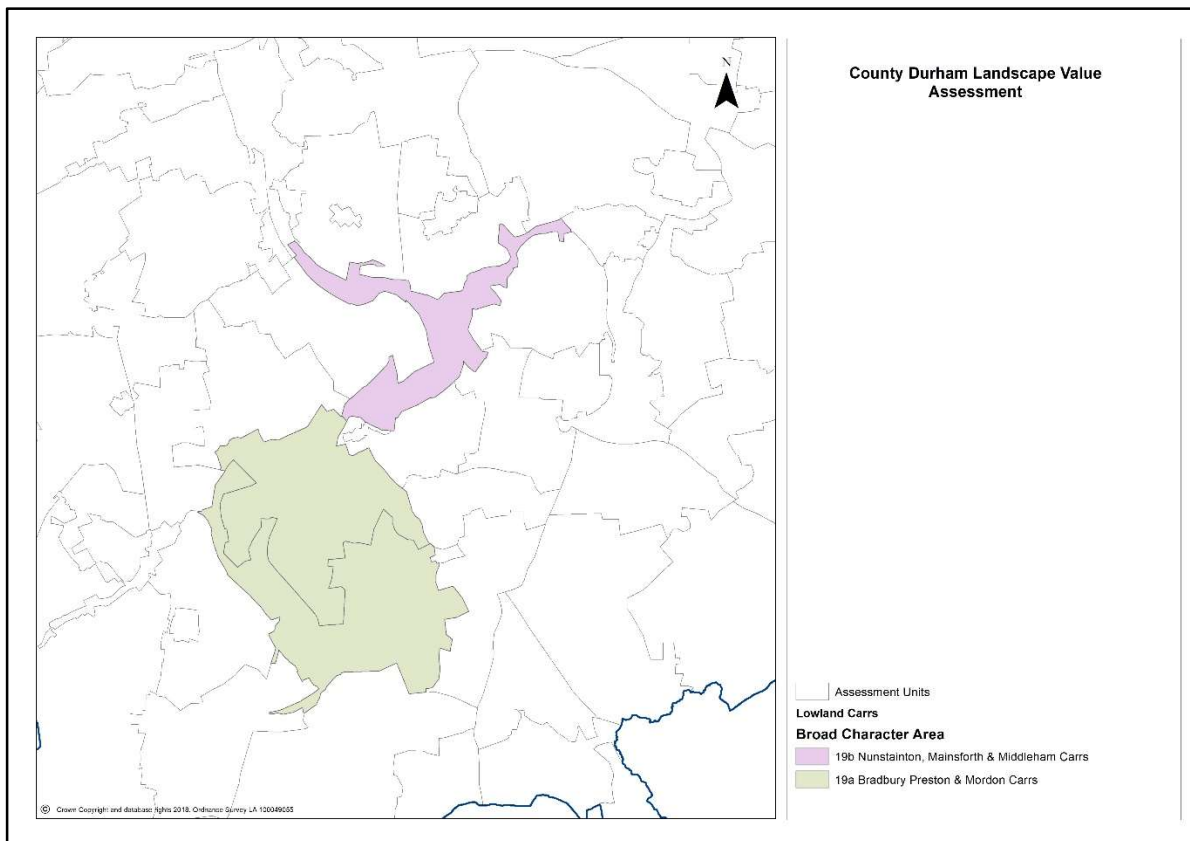 N
County Durham Landscape Value
Assessment
Assessment Units
Lowland Carrs
Broad Character Area
19b Nunstainton, Mainsforth & Middleham Carrs
19a Bradbury Preston & Mordon Carrs
© Crown Copyright and database rights 2018. Ordnance Survey LA 100049055